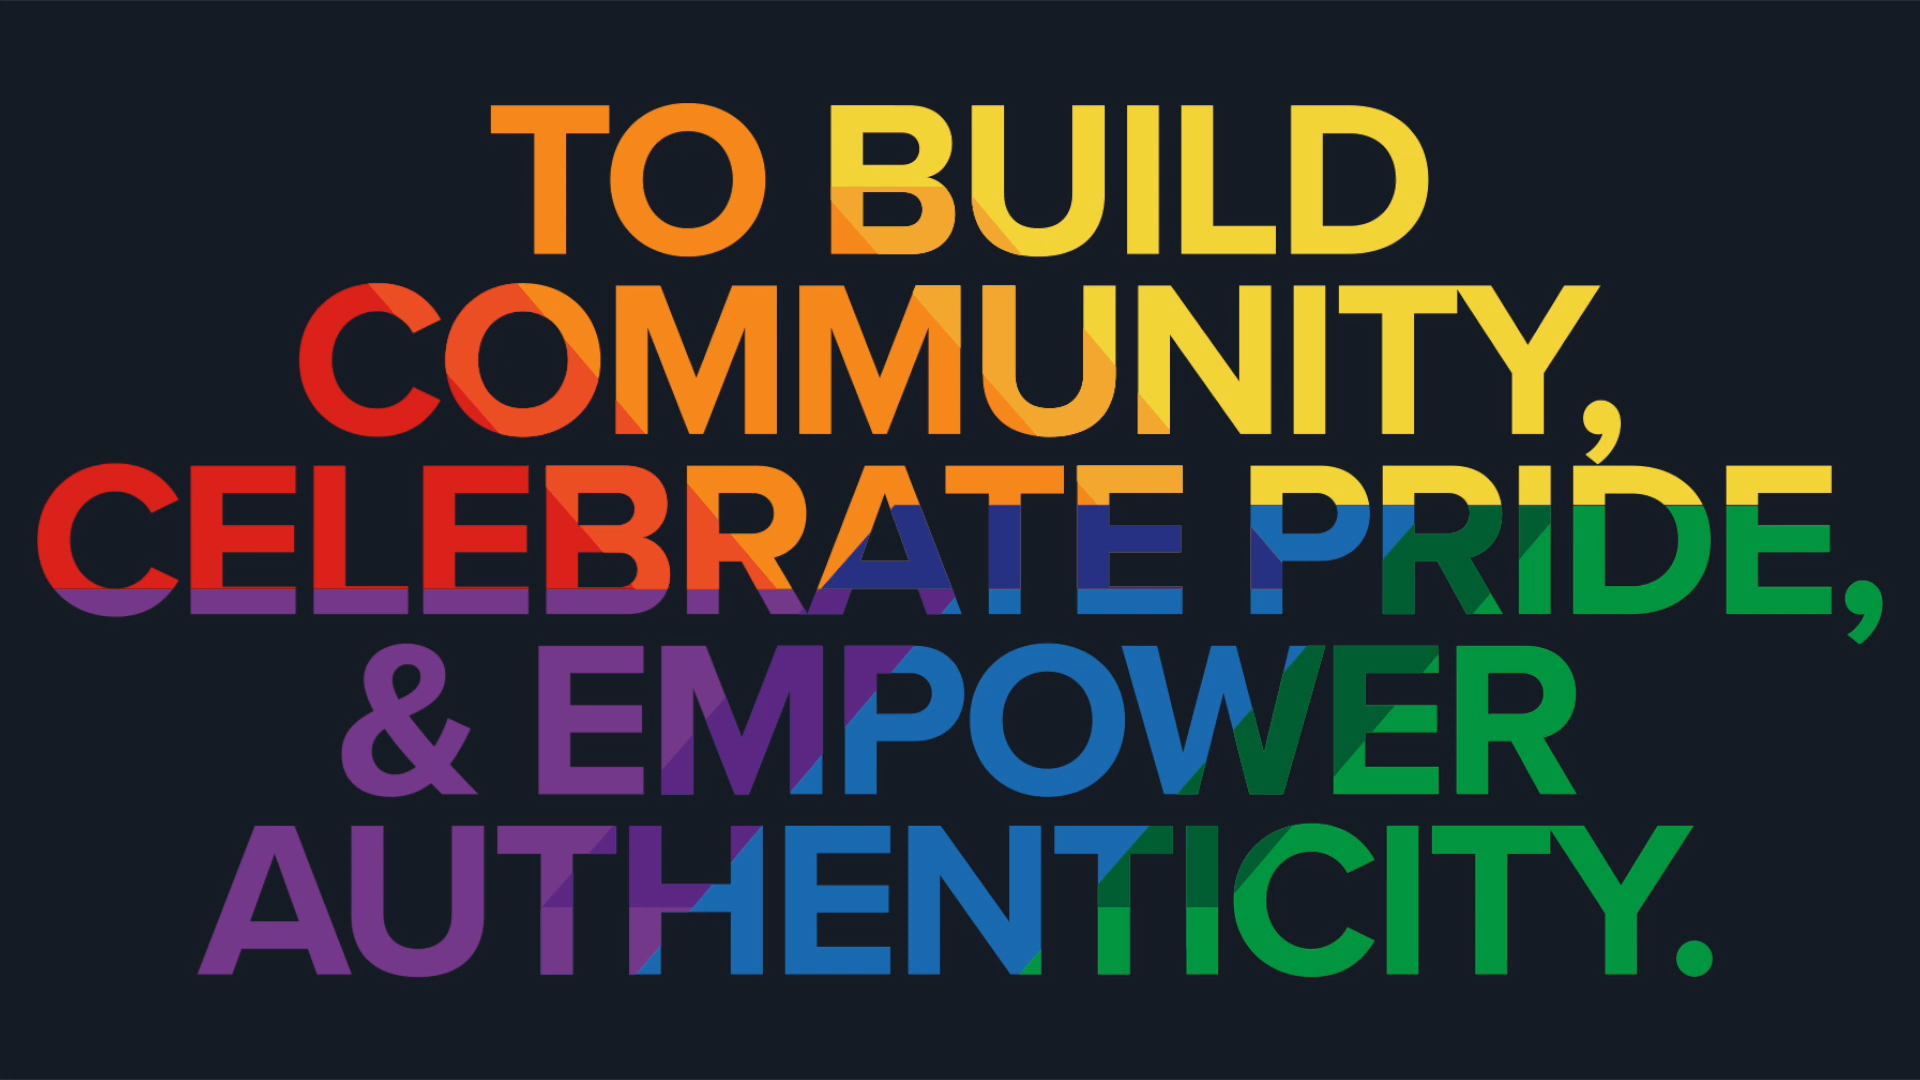 TO BUILD
COMMUNITY,
CELEBRATE PRIDE,
& EMPOWER
AUTHENTICITY.